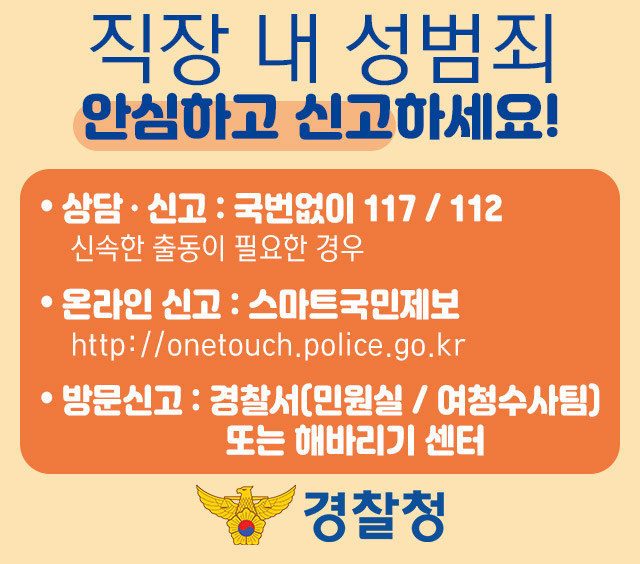 직장 내 성범죄
안심하고 신고하세요!
• 상담 · 신고 : 국번없이 117 / 112
신속한 출동이 필요한 경우
• 온라인 신고 : 스마트국민제보
http://onetouch.police.go.kr
• 방문신고 : 경찰서(민원실 / 여청수사팀)
또는 해바리기 센터
경찰청